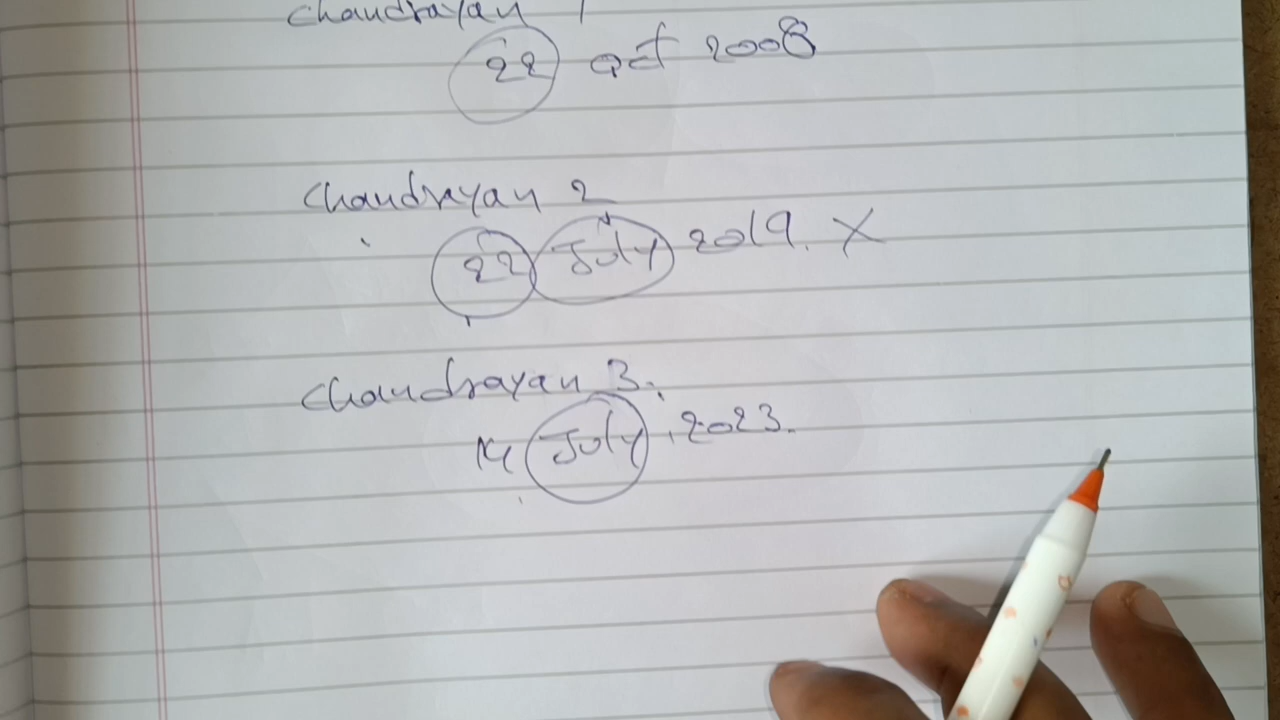 Chandrayan 1
22 oct 2008
Chandrayan 2
22 July 2019. X
Chandrayan 3.
14 July, 2023.